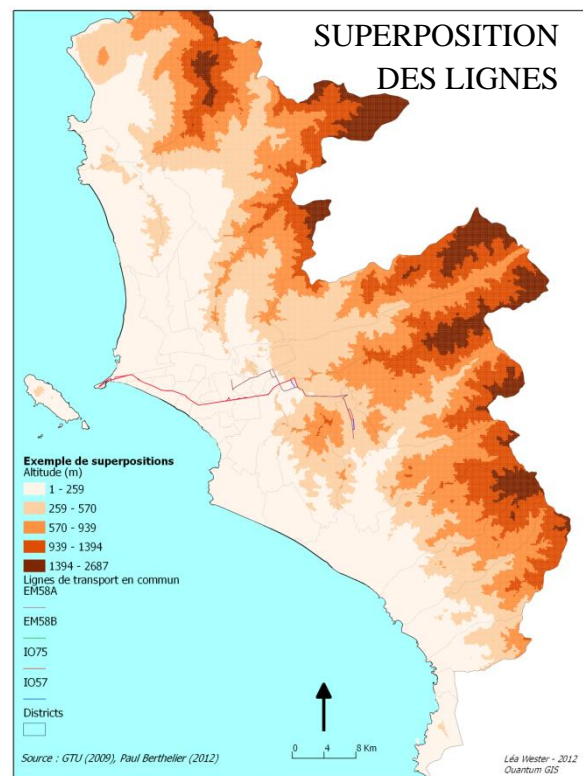 SUPERPOSITION
DES LIGNES
Exemple de superpositions
Altitude (m)
1 - 259
259 - 570
570 - 939
939 - 1394
1394 - 2687
Lignes de transport en commun
EM58A
EM58B
IO75
IO57
Districts
0 4 8 Km
Source : GTU (2009), Paul Berthelier (2012)
Léa Wester - 2012
Quantum GIS